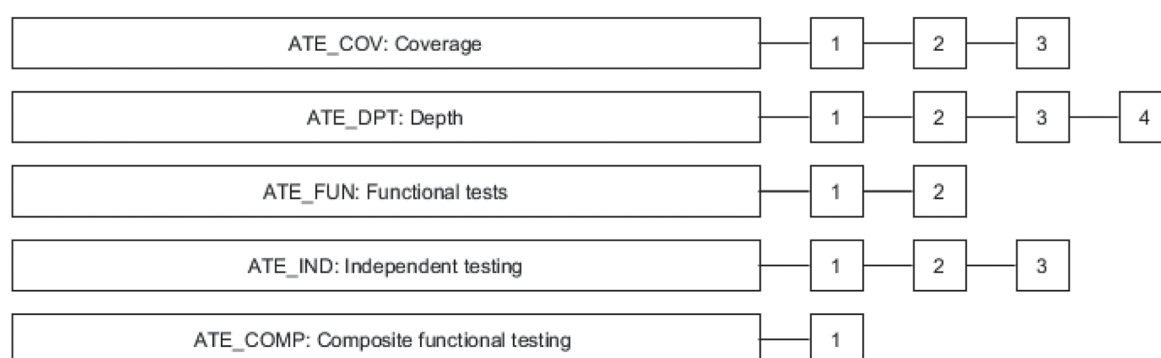 ATE_COV: Coverage 1 2 3
ATE_DPT: Depth 1 2 3 4
ATE_FUN: Functional tests 1 2
ATE_IND: Independent testing 1 2 3
ATE_COMP: Composite functional testing 1